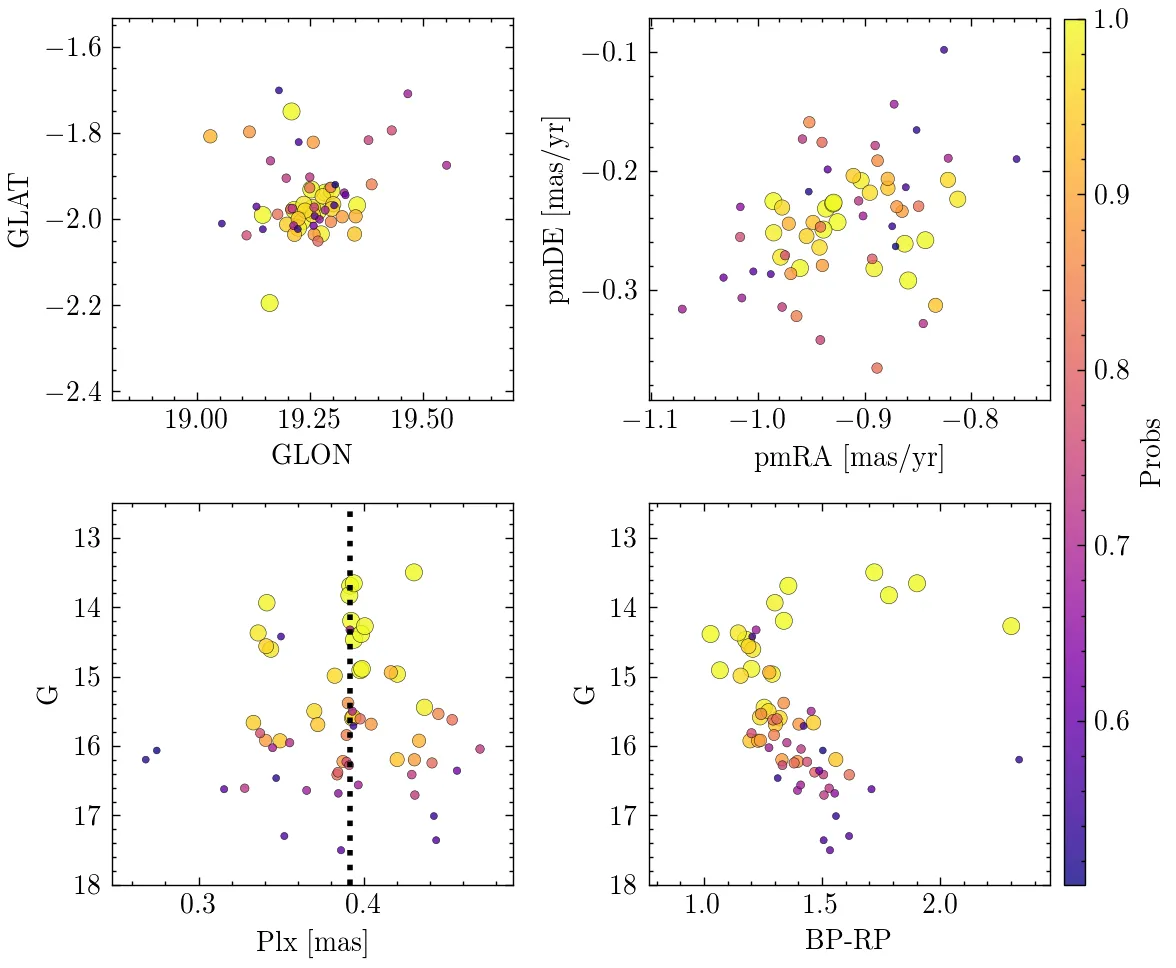 −1.6
−1.8
−2.0
−2.2
−2.4
GLAT
19.00 19.25 19.50
GLON
−0.1
−0.2
−0.3
pmDE [mas/yr]
−1.1 −1.0 −0.9 −0.8
pmRA [mas/yr]
13
14
15
16
17
18
G
0.3 0.4
Plx [mas]
13
14
15
16
17
18
G
1.0 1.5 2.0
BP-RP
1.0
0.9
0.8
0.7
0.6
Probs